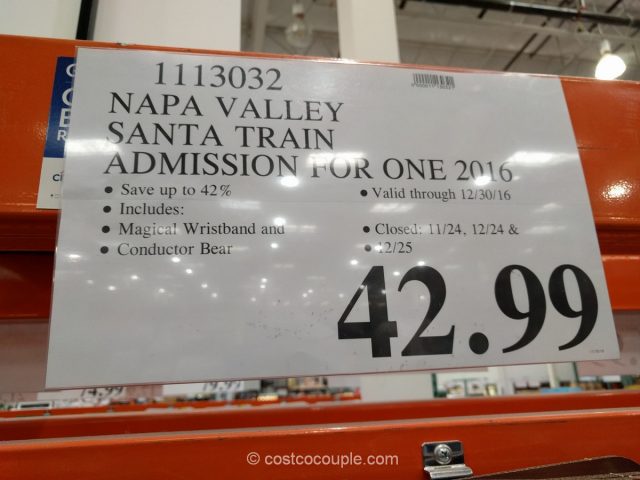 1113032
NAPA VALLEY
SANTA TRAIN
ADMISSION FOR ONE 2016
• Save up to 42%
• Includes:
• Magical Wristband and
• Conductor Bear
• Valid through 12/30/16
• Closed: 11/24, 12/24 &
• 12/25
42.99
© costcocouple.com